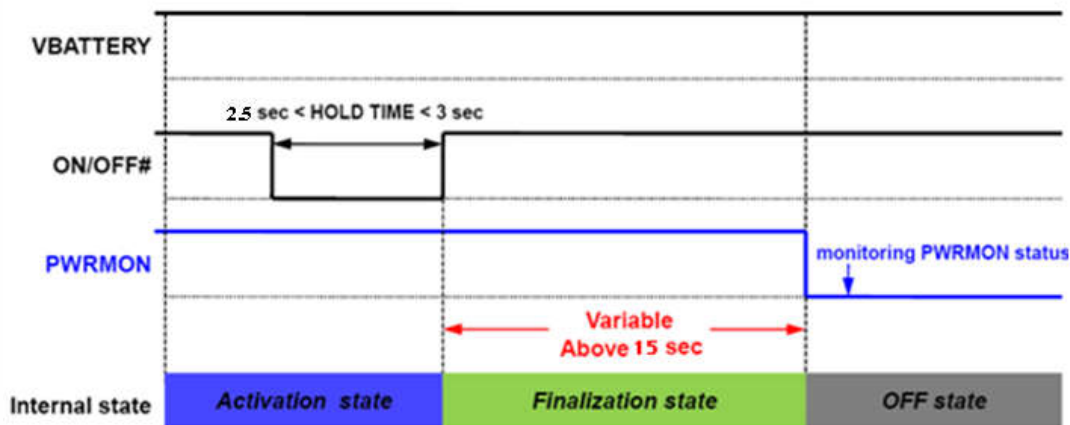 VBATTERY
2.5 sec < HOLD TIME < 3 sec
ON/OFF#
PWRMON
monitoring PWRMON status
Variable
Above 15 sec
Internal state
Activation state
Finalization state
OFF state